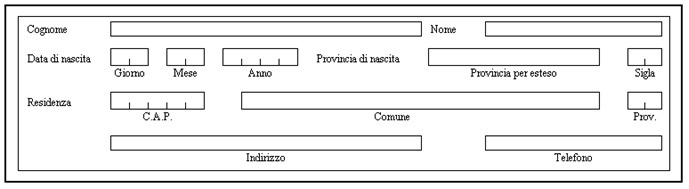 Cognome Nome
Data di nascita Provincia di nascita
Giorno Mese Anno Provincia per esteso Sigla
Residenza
C.A.P. Comune Prov.
Indirizzo Telefono